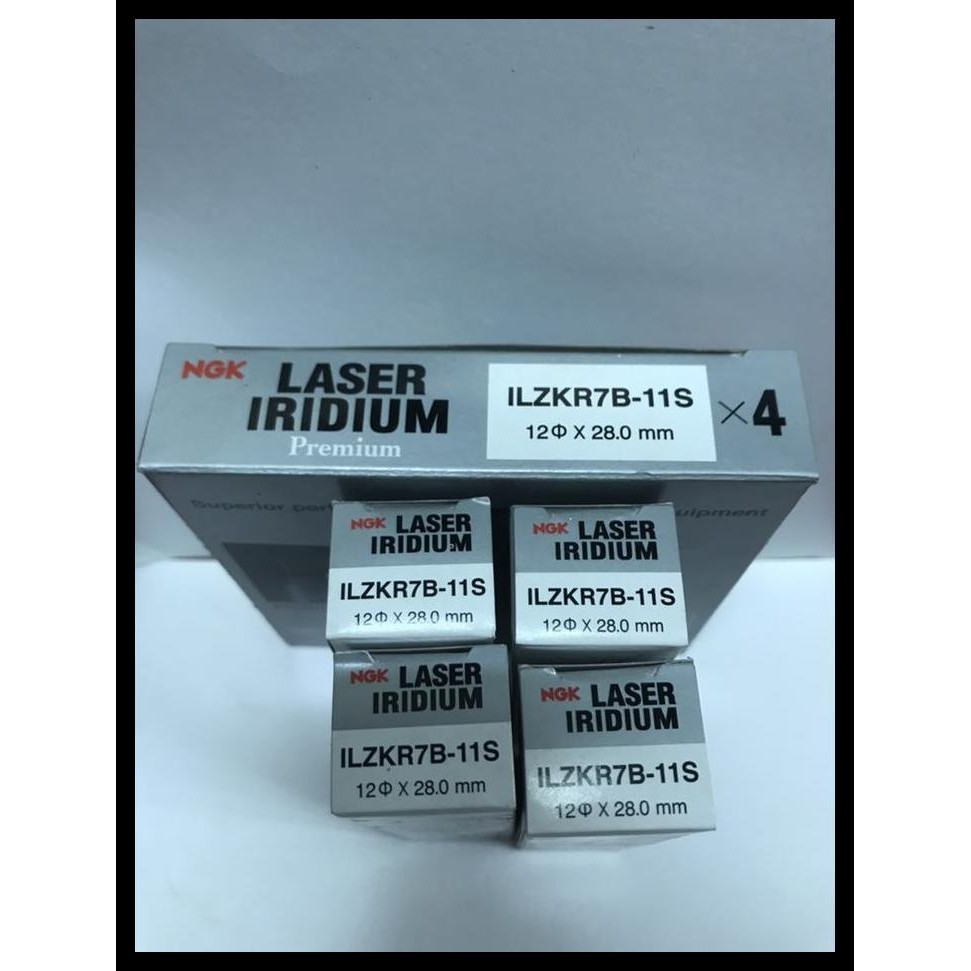 NGK LASER IRIDIUM Premium
ILZKR7B-11S
12Φ X 28.0 mm
×4
Superior
NGK LASER
IRIDIUM
ILZKR7B-11S
12Φ X 28.0 mm
NGK LASER
IRIDIUM
ILZKR7B-11S
12Φ X 28.0 mm
NGK LASER
IRIDIUM
ILZKR7B-11S
12Φ X 28.0 mm
NGK LASER
IRIDIUM
ILZKR7B-11S
12Φ X 28.0 mm